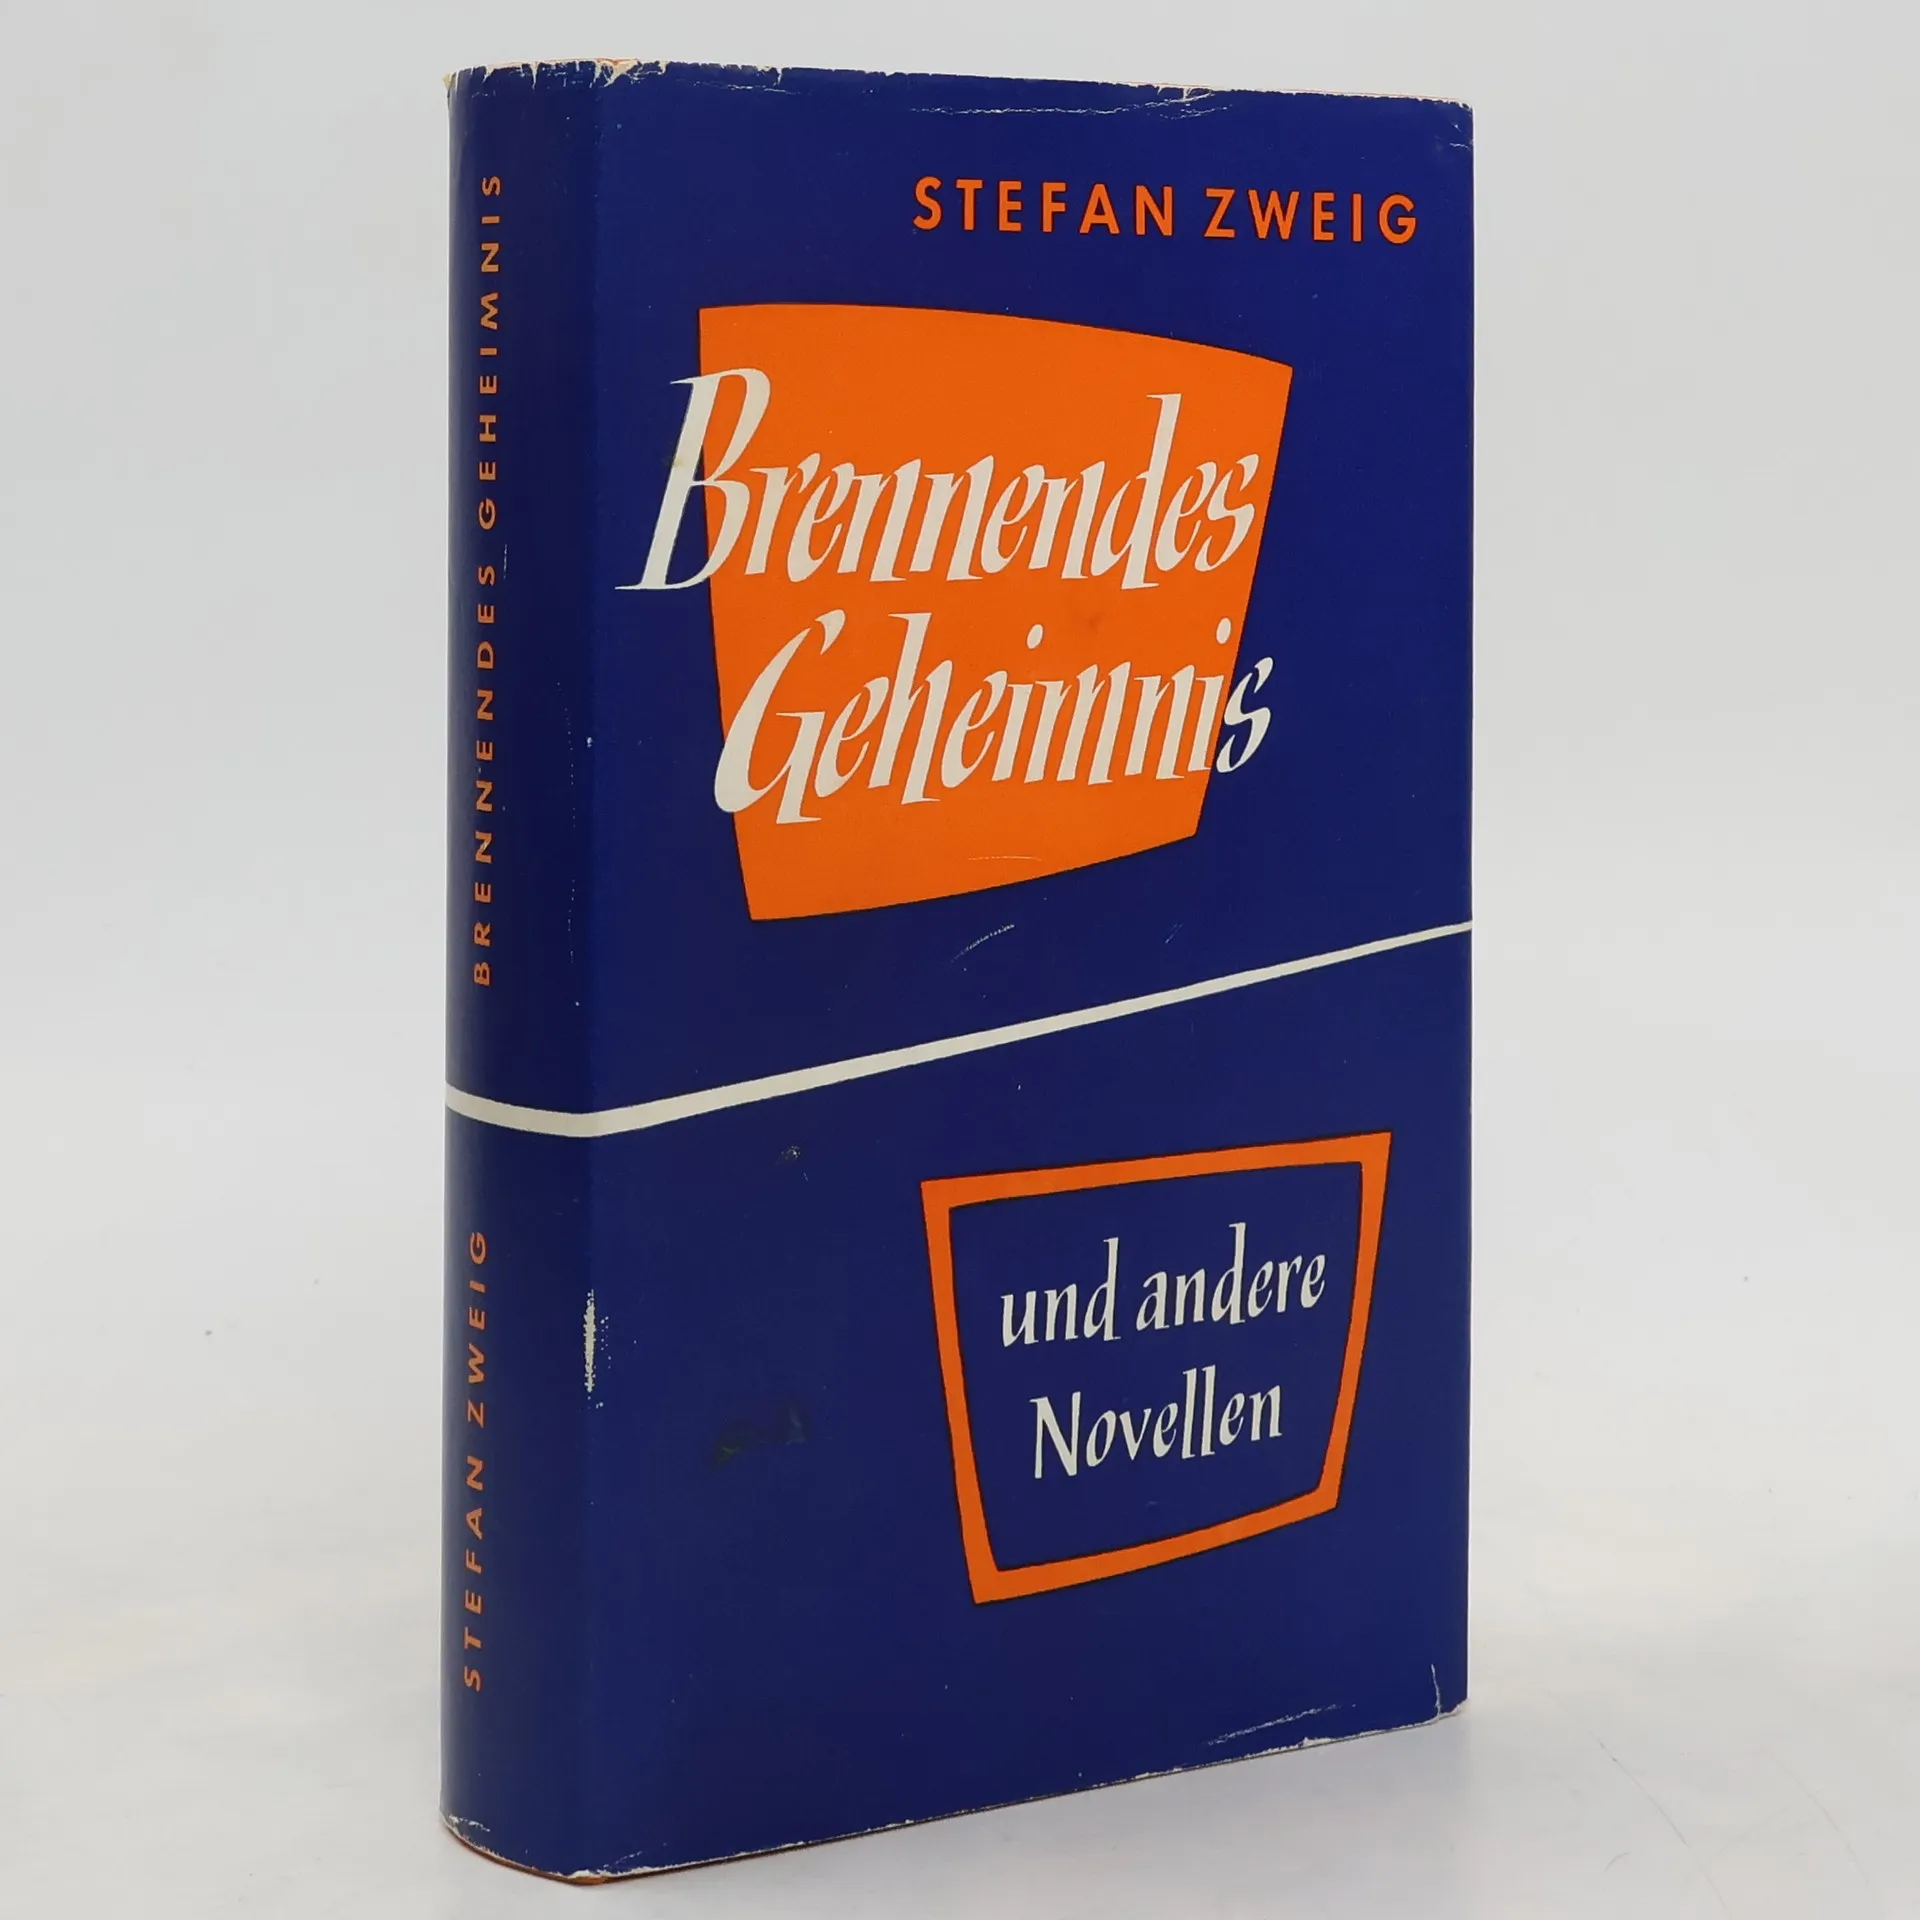 BRENNENDES GEHEIMNIS
STEFAN ZWEIG
STEFAN ZWEIG
Brennendes
Geheimnis
und andere
Novellen